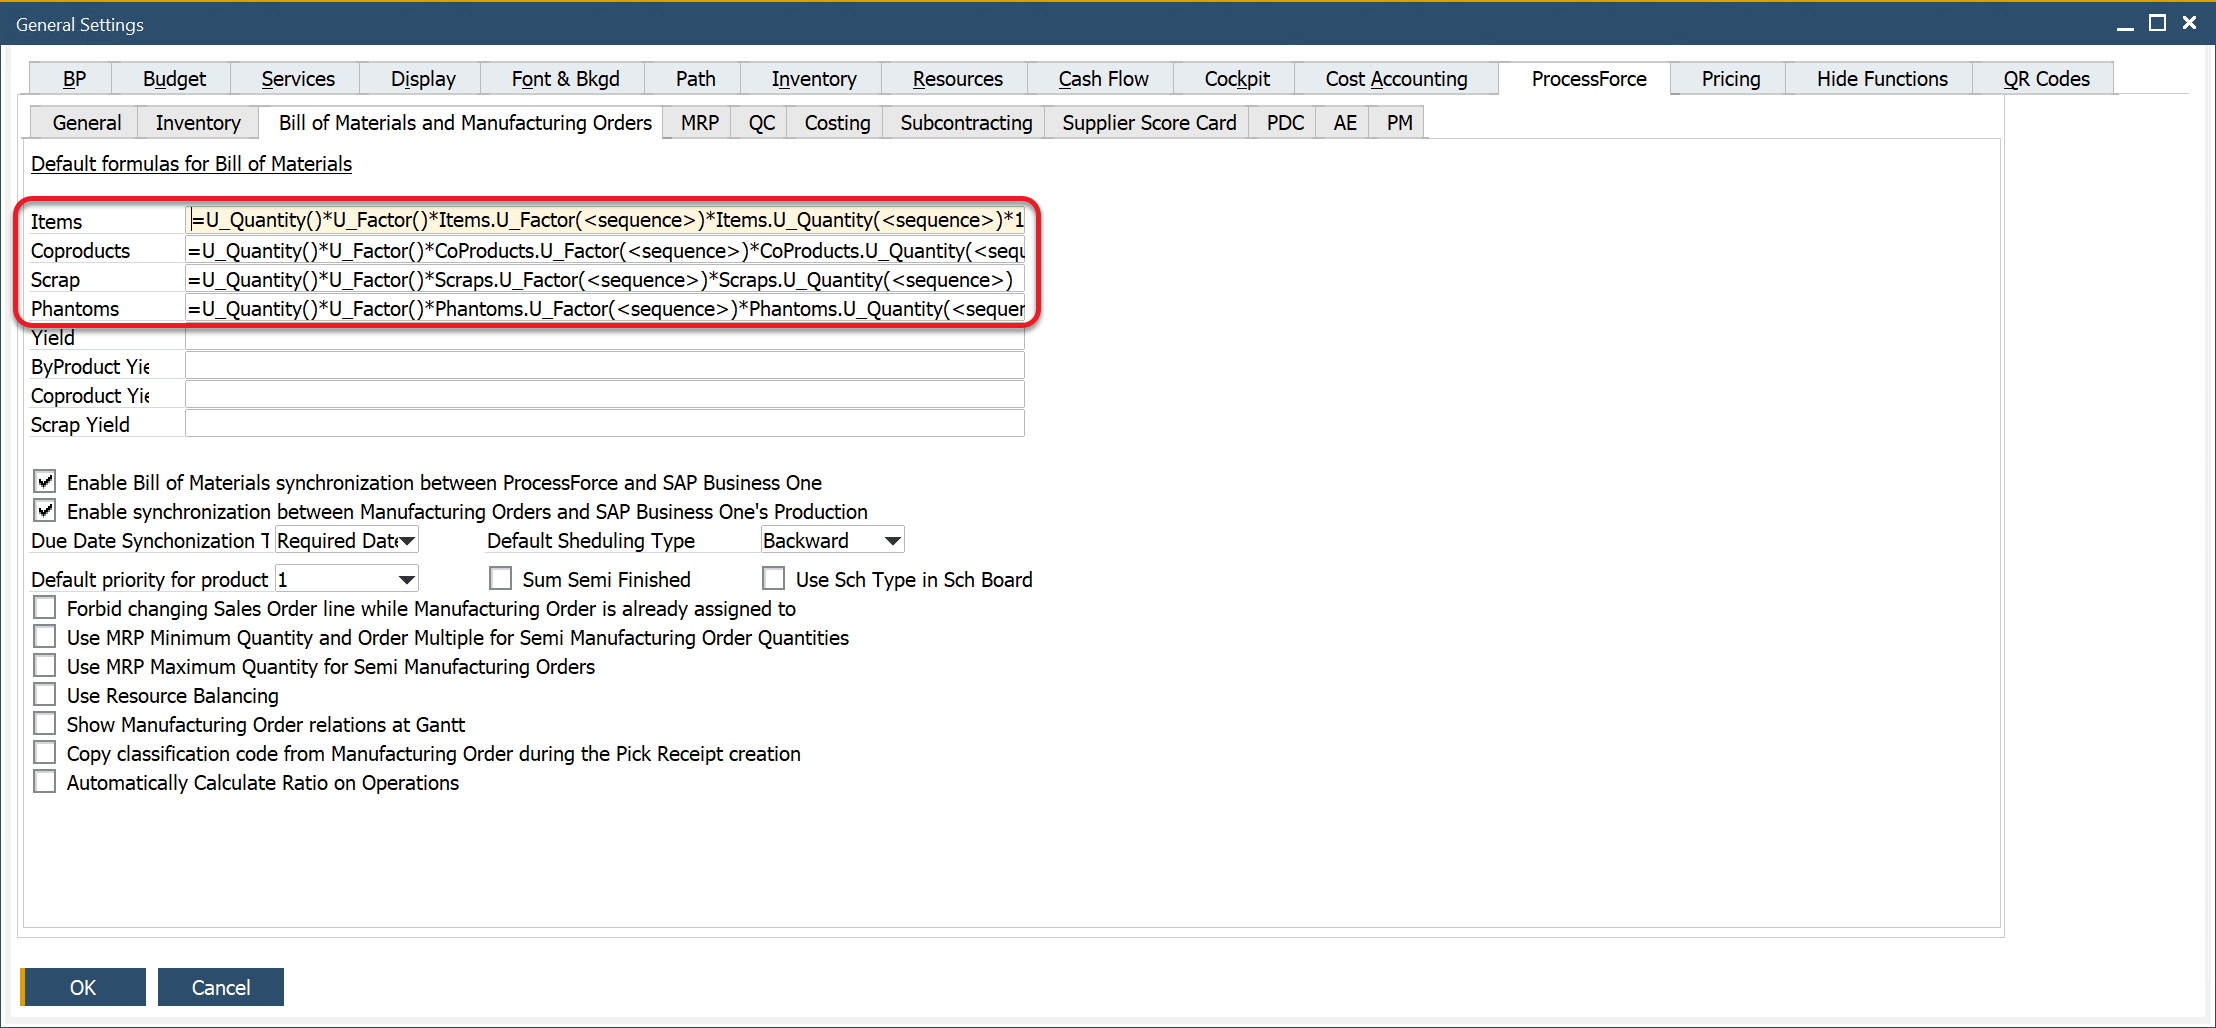 General Settings
BP Budget Services Display Font & Bkgd Path Inventory Resources Cash Flow Cockpit Cost Accounting ProcessForce Pricing Hide Functions QR Codes
General Inventory Bill of Materials and Manufacturing Orders MRP QC Costing Subcontracting Supplier Score Card PDC AE PM
Default formulas for Bill of Materials
Items =U_Quantity()*U_Factor()*Items.U_Factor(<sequence>)*Items.U_Quantity(<sequence>)*1
Coproducts =U_Quantity()*U_Factor()*CoProducts.U_Factor(<sequence>)*CoProducts.U_Quantity(<sequ
Scrap =U_Quantity()*U_Factor()*Scraps.U_Factor(<sequence>)*Scraps.U_Quantity(<sequence>)
Phantoms =U_Quantity()*U_Factor()*Phantoms.U_Factor(<sequence>)*Phantoms.U_Quantity(<sequen
Yield
ByProduct Yie
Coproduct Yie
Scrap Yield
Enable Bill of Materials synchronization between ProcessForce and SAP Business One
Enable synchronization between Manufacturing Orders and SAP Business One's Production
Due Date Synchonization T Required Date Default Sheduling Type Backward
Default priority for product 1 Sum Semi Finished Use Sch Type in Sch Board
Forbid changing Sales Order line while Manufacturing Order is already assigned to
Use MRP Minimum Quantity and Order Multiple for Semi Manufacturing Order Quantities
Use MRP Maximum Quantity for Semi Manufacturing Orders
Use Resource Balancing
Show Manufacturing Order relations at Gantt
Copy classification code from Manufacturing Order during the Pick Receipt creation
Automatically Calculate Ratio on Operations
OK Cancel